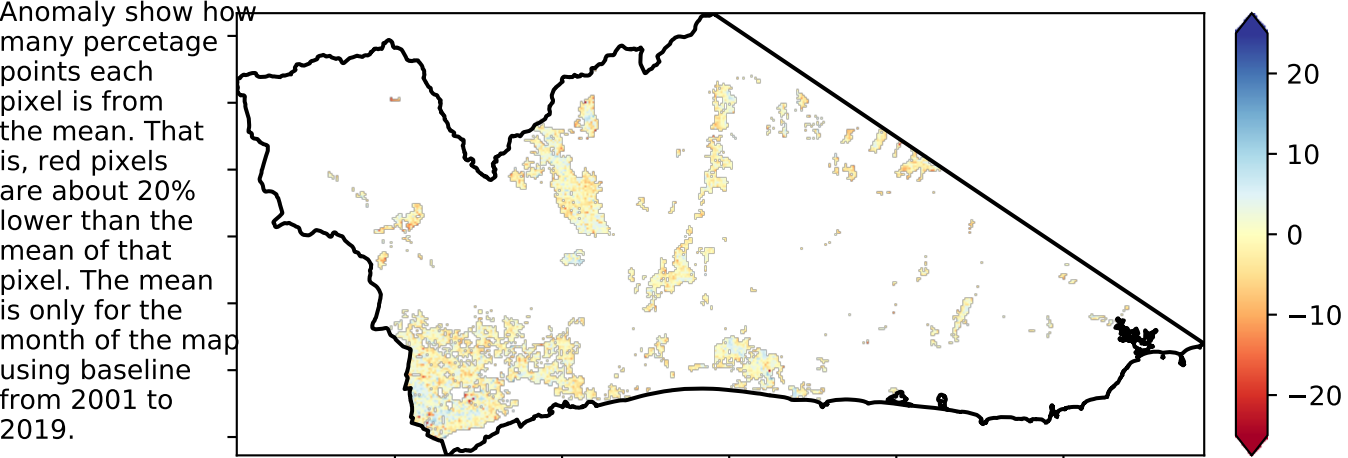 Anomaly show how
many percetage
points each
pixel is from
the mean. That
is, red pixels
are about 20%
lower than the
mean of that
pixel. The mean
is only for the
month of the map
using baseline
from 2001 to
2019.
20
10
0
−10
−20